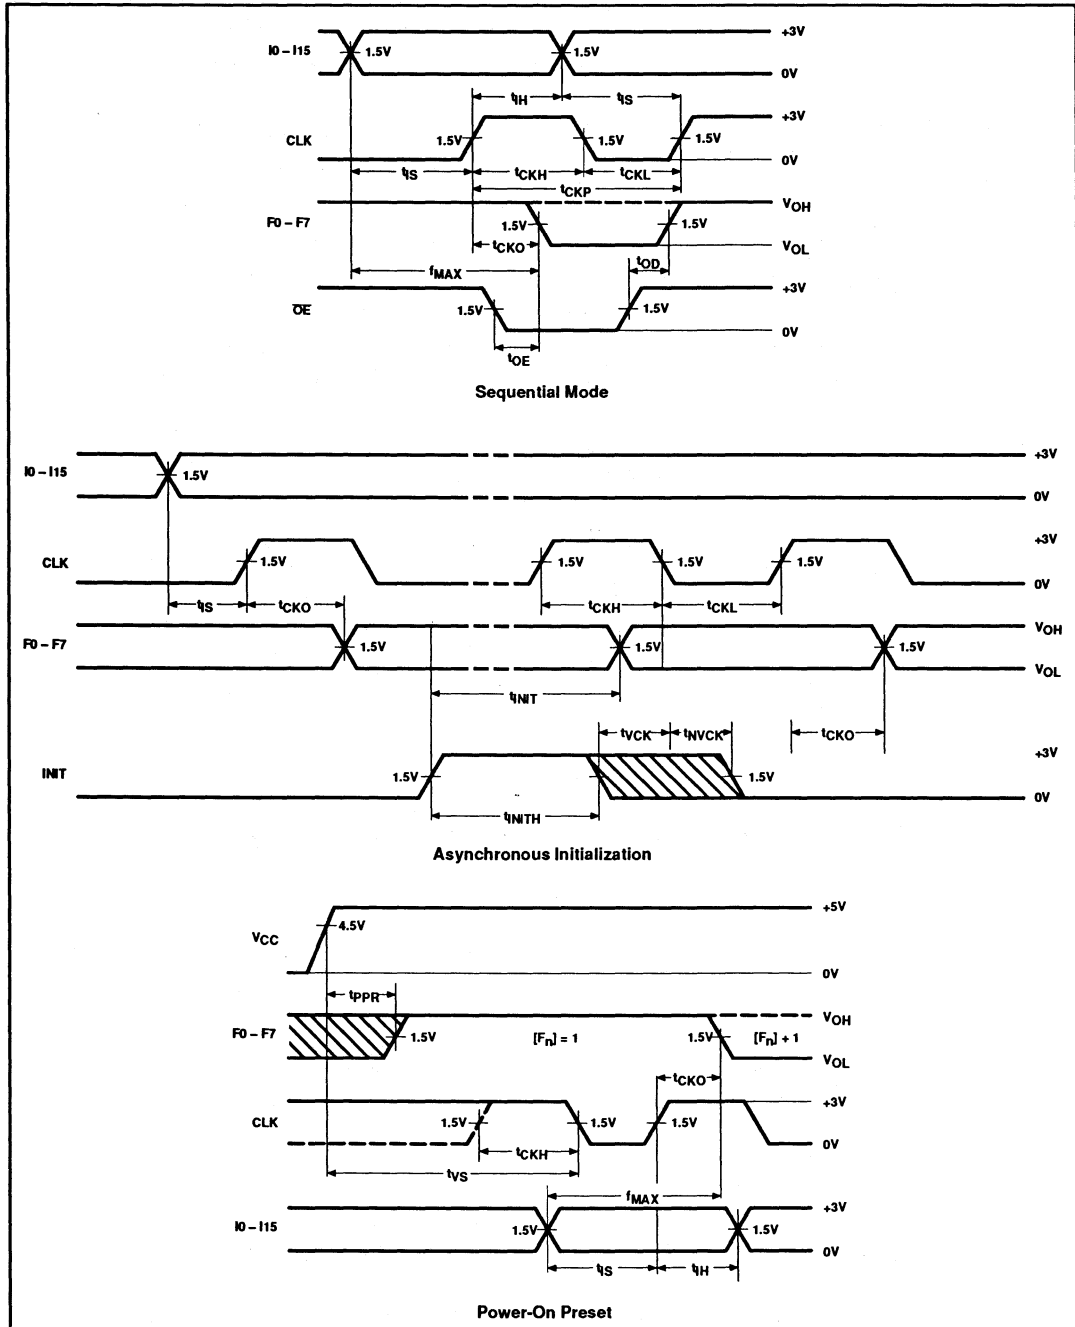 +3V
I0 – I15
1.5V
1.5V
0V
tIH
tIS
+3V
CLK
1.5V
1.5V
1.5V
0V
tIS
tCKH
tCKL
tCKP
VOH
F0 – F7
1.5V
1.5V
tCKO
VOL
tOD
fMAX
+3V
OE
1.5V
1.5V
0V
tOE
Sequential Mode
+3V
I0 – I15
1.5V
0V
+3V
CLK
1.5V
1.5V
1.5V
1.5V
0V
tIS
tCKO
tCKH
tCKL
VOH
F0 – F7
1.5V
1.5V
1.5V
VOL
tINIT
tVCK
tNVCK
tCKO
+3V
INIT
1.5V
1.5V
0V
tINITH
Asynchronous Initialization
+5V
4.5V
VCC
0V
tPPR
VOH
F0 – F7
1.5V
[Fn] = 1
1.5V
[Fn] + 1
VOL
tCKO
+3V
CLK
1.5V
1.5V
1.5V
0V
tCKH
tVS
fMAX
+3V
I0 – I15
1.5V
1.5V
0V
tIS
tIH
Power-On Preset